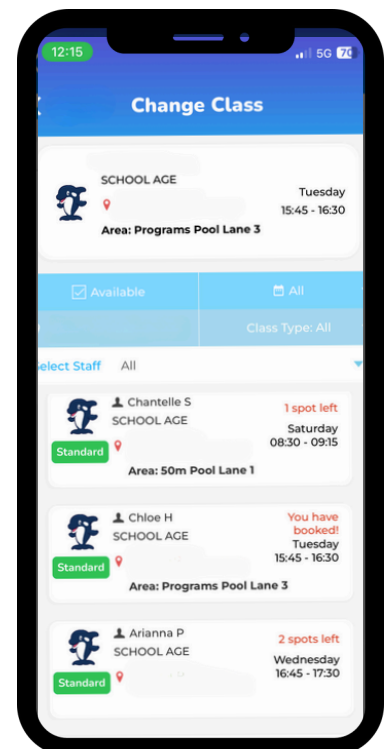 12:15
5G 70
Change Class
SCHOOL AGE
Tuesday
15:45 - 16:30
Area: Programs Pool Lane 3
Available
All
Class Type: All
Select Staff All
Chantelle S
SCHOOL AGE
1 spot left
Saturday
08:30 - 09:15
Standard
Area: 50m Pool Lane 1
Chloe H
SCHOOL AGE
You have
booked!
Tuesday
15:45 - 16:30
Standard
Area: Programs Pool Lane 3
Arianna P
SCHOOL AGE
2 spots left
Wednesday
16:45 - 17:30
Standard